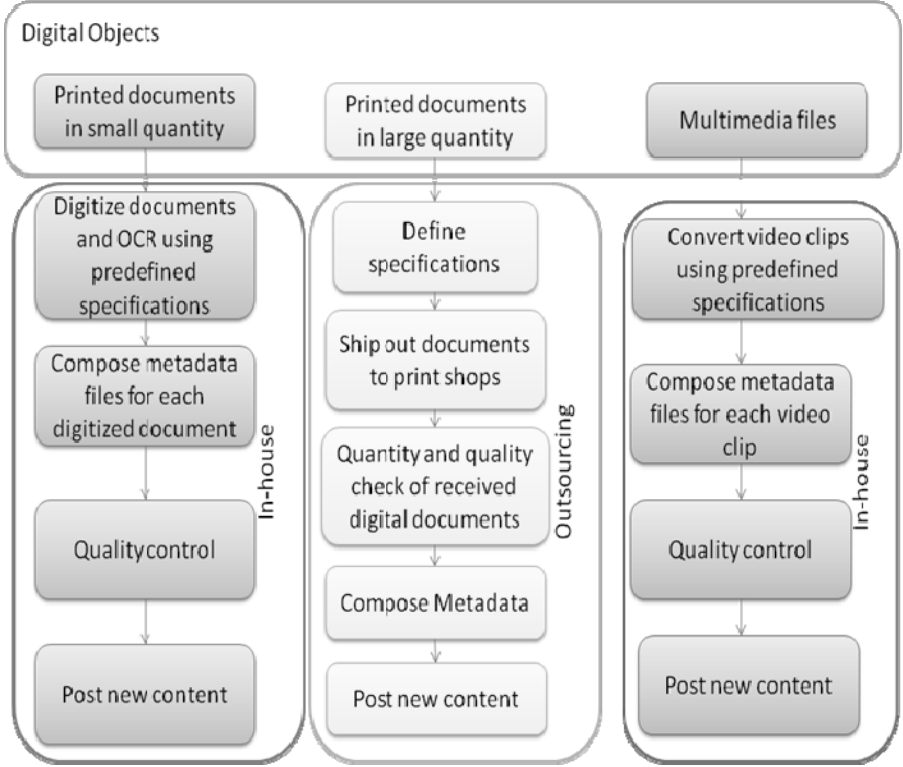 Digital Objects
Printed documents
in small quantity
Printed documents
in large quantity
Multimedia files
Digitize documents
and OCR using
predefined
specifications
Compose metadata
files for each
digitized document
Quality control
Post new content
In-house
Define
specifications
Ship out documents
to print shops
Quantity and quality
check of received
digital documents
Compose Metadata
Post new content
Outsourcing
Convert video clips
using predefined
specifications
Compose metadata
files for each video
clip
Quality control
Post new content
In-house